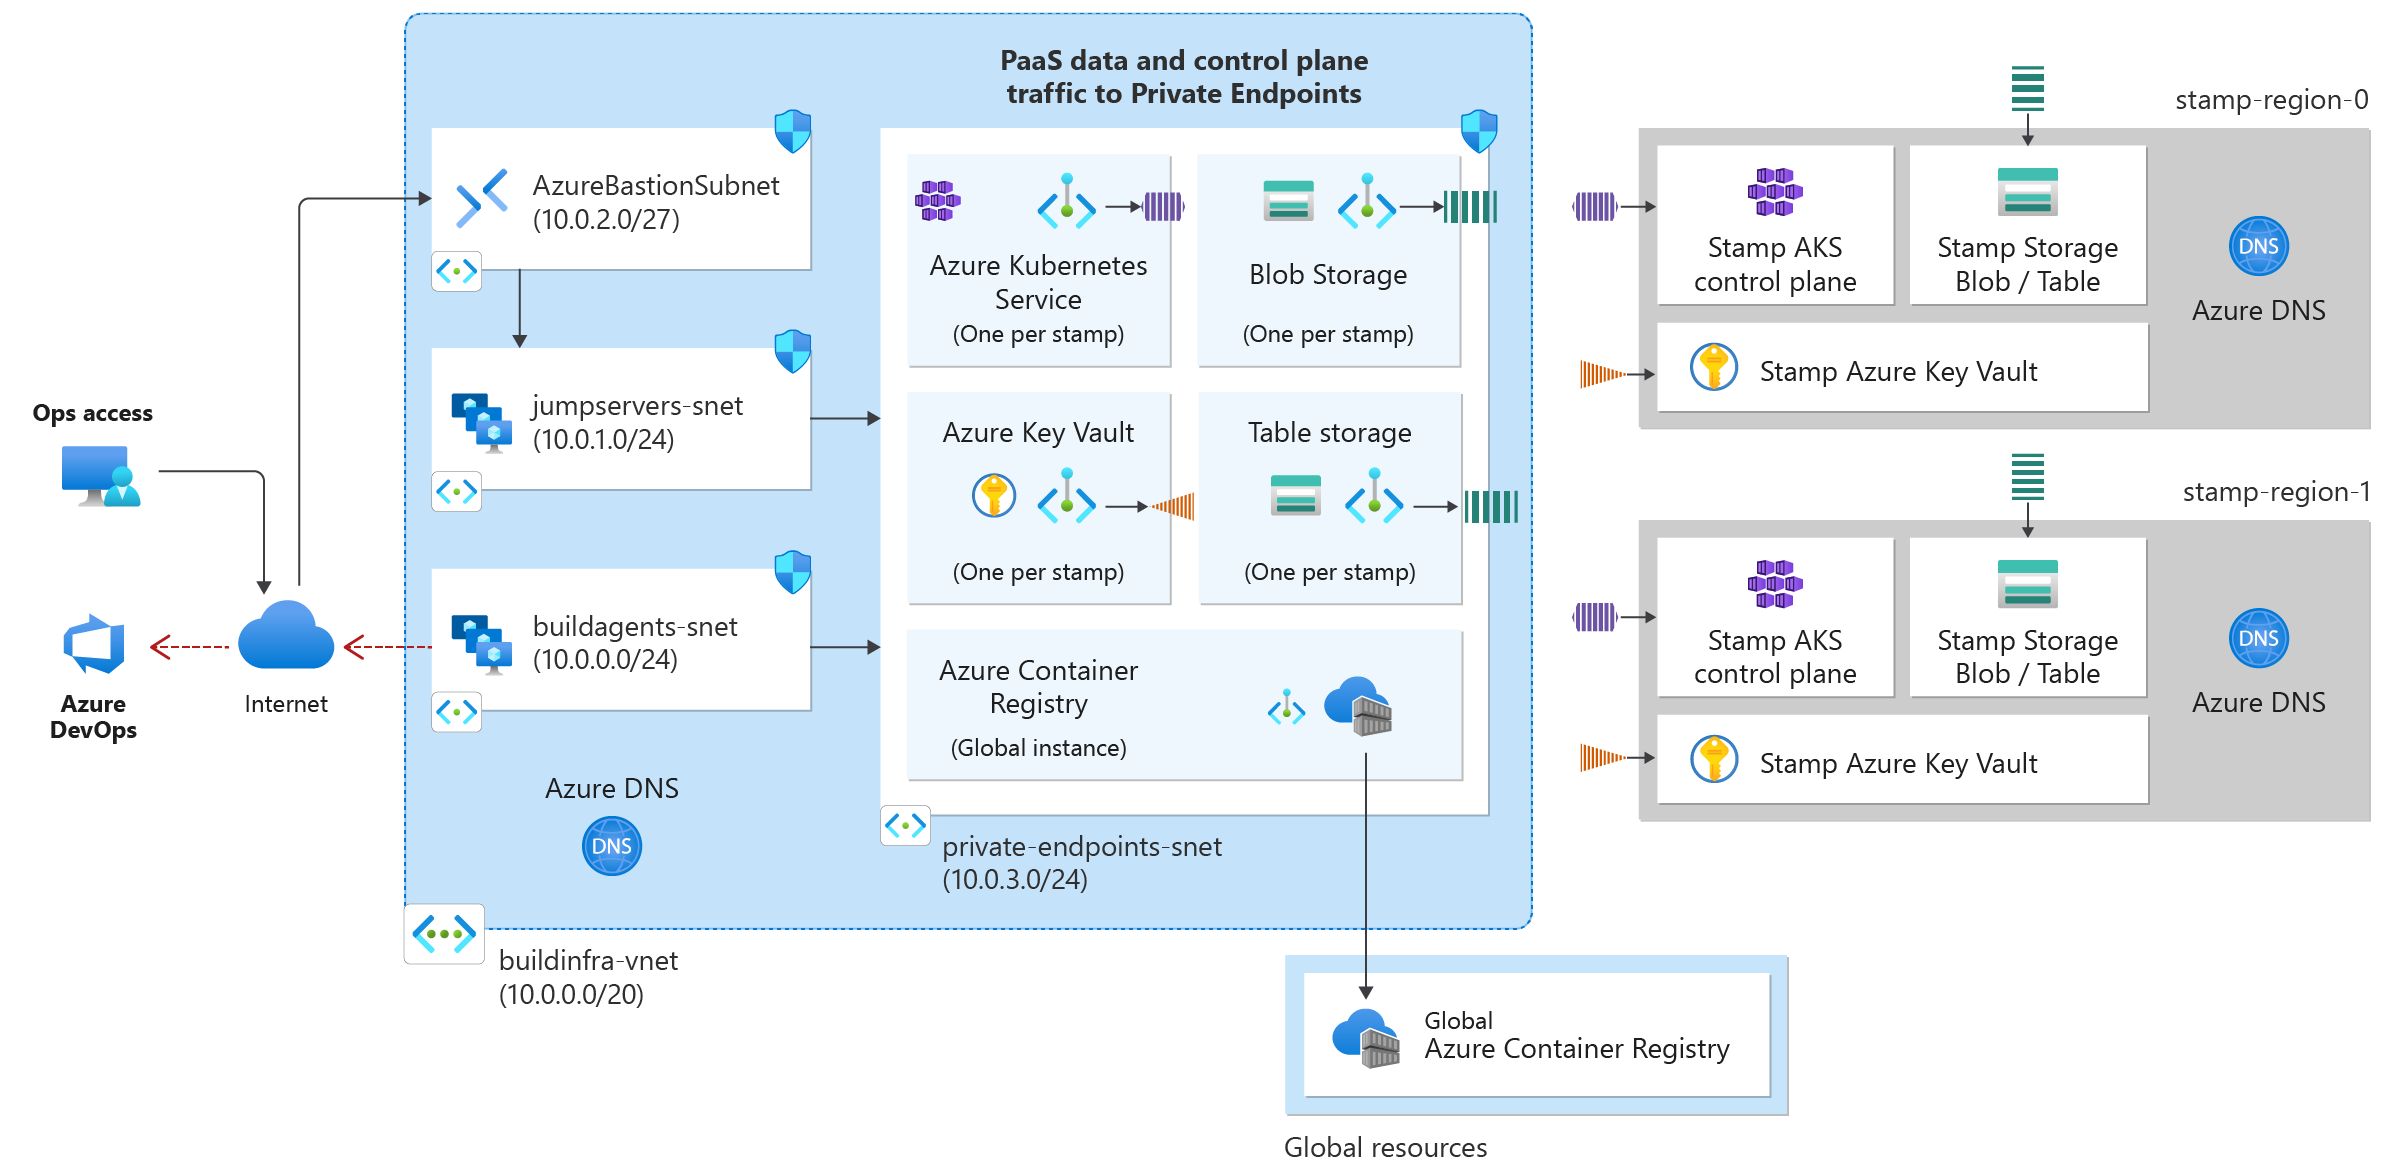 PaaS data and control plane
traffic to Private Endpoints
AzureBastionSubnet
(10.0.2.0/27)
jumpservers-snet
(10.0.1.0/24)
buildagents-snet
(10.0.0.0/24)
Ops access
Azure
DevOps
Internet
Azure DNS
DNS
buildinfra-vnet
(10.0.0.0/20)
Azure Kubernetes
Service
(One per stamp)
Blob Storage
(One per stamp)
Azure Key Vault
(One per stamp)
Table storage
(One per stamp)
Azure Container
Registry
(Global instance)
private-endpoints-snet
(10.0.3.0/24)
stamp-region-0
Stamp AKS
control plane
Stamp Storage
Blob / Table
DNS
Azure DNS
Stamp Azure Key Vault
stamp-region-1
Stamp AKS
control plane
Stamp Storage
Blob / Table
DNS
Azure DNS
Stamp Azure Key Vault
Global
Azure Container Registry
Global resources